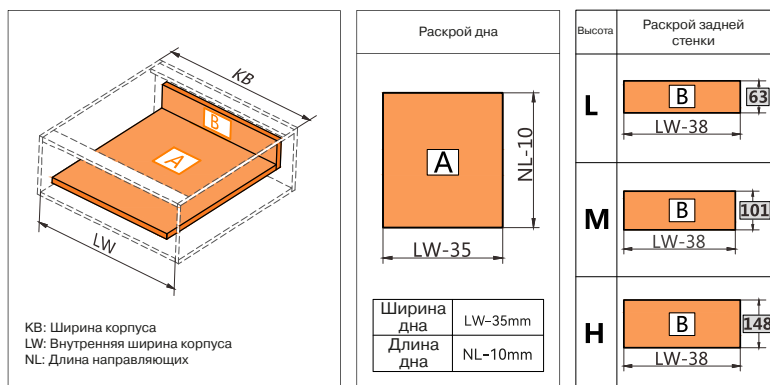 KB
B
A
LW
KB: Ширина корпуса
LW: Внутренняя ширина корпуса
NL: Длина направляющих
Раскрой дна
A
NL-10
LW-35
Ширина дна
LW-35mm
Длина дна
NL-10mm
Высота
Раскрой задней
стенки
L
B
63
LW-38
M
B
101
LW-38
H
B
148
LW-38